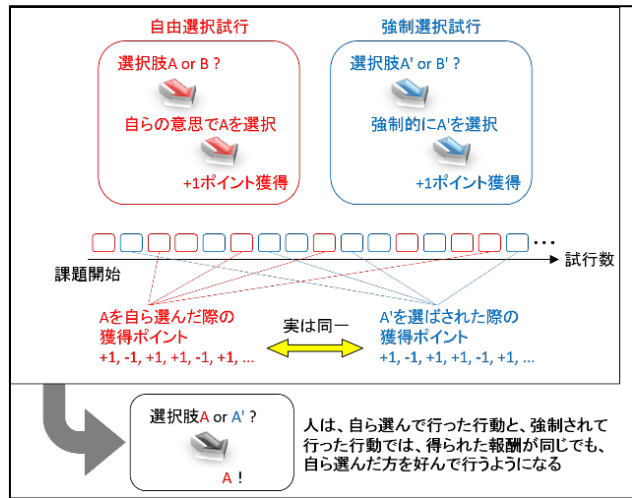 自由選択試行
選択肢A or B ?
自らの意思でAを選択
+1ポイント獲得
強制選択試行
選択肢A' or B' ?
強制的にA'を選択
+1ポイント獲得
…
課題開始
試行数
Aを自ら選んだ際の
獲得ポイント
+1, -1, +1, +1, -1, +1, ...
実は同一
A'を選ばされた際の
獲得ポイント
+1, -1, +1, +1, -1, +1, ...
選択肢A or A' ?
A !
人は、自ら選んで行った行動と、強制されて
行った行動では、得られた報酬が同じでも、
自ら選んだ方を好んで行うようになる